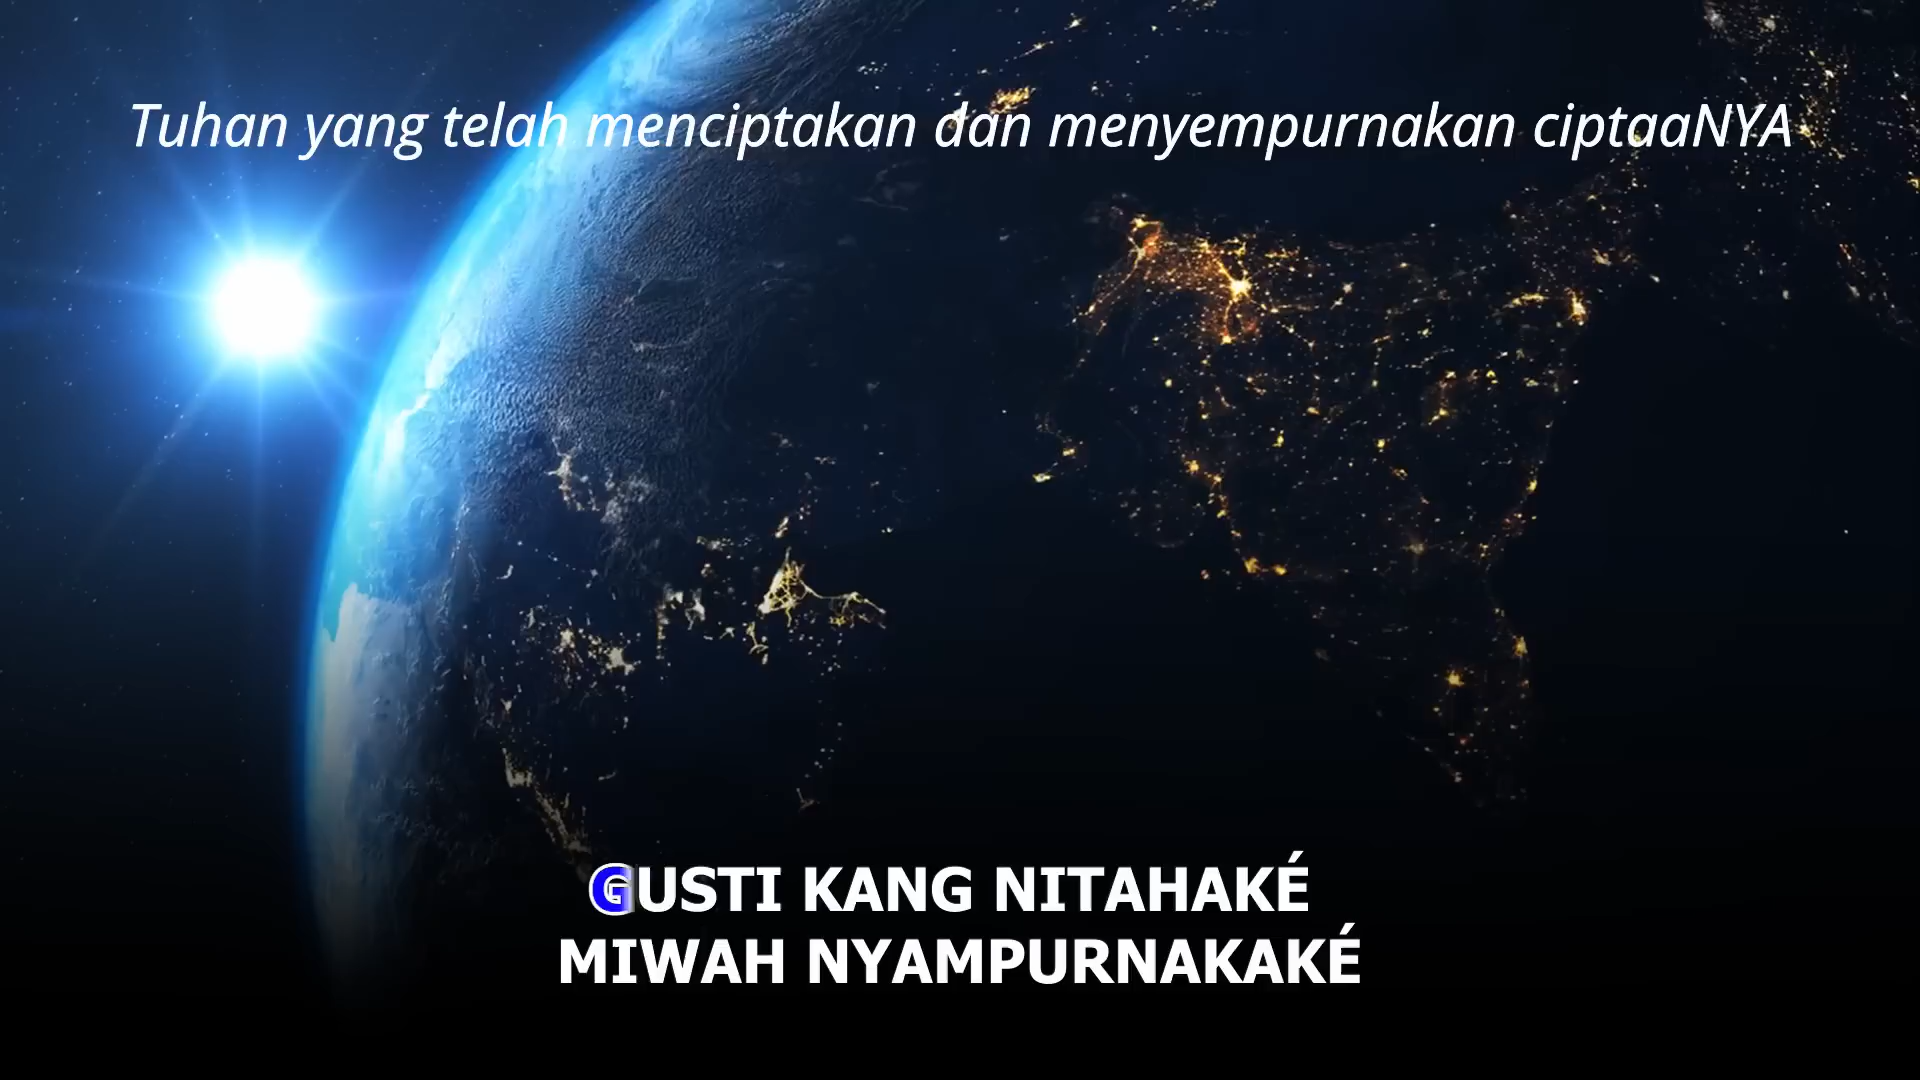 Tuhan yang telah menciptakan dan menyempurnakan ciptaaNYA
GUSTI KANG NITAHAKÉ
MIWAH NYAMPURNAKAKÉ